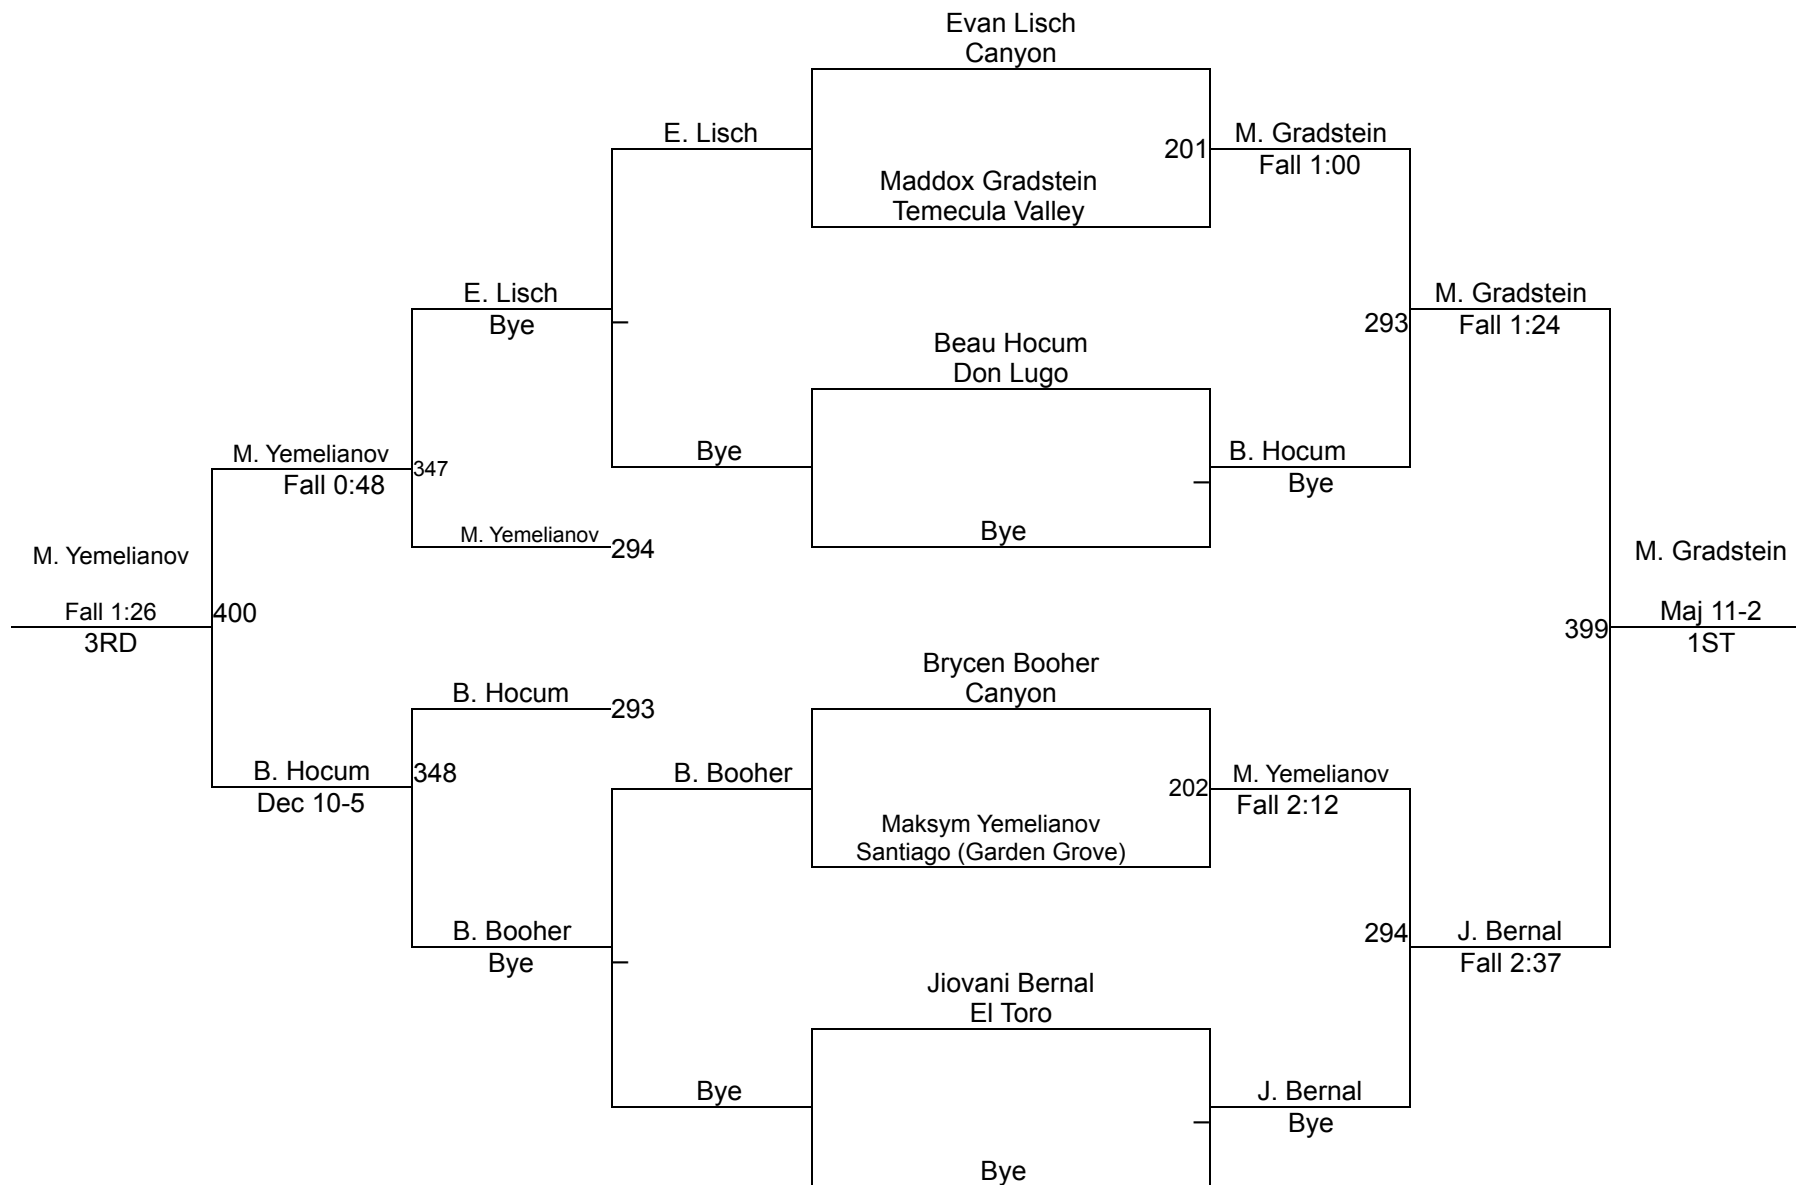 Evan Lisch
Canyon
E. Lisch
201
M. Gradstein
Fall 1:00
Maddox Gradstein
Temecula Valley
E. Lisch
Bye
M. Gradstein
293
Fall 1:24
Beau Hocum
Don Lugo
M. Yemelianov
347
Fall 0:48
Bye
B. Hocum
Bye
M. Yemelianov
294
Bye
M. Yemelianov
M. Gradstein
Fall 1:26
400
3RD
399
Maj 11-2
1ST
Brycen Booher
Canyon
B. Hocum
293
B. Hocum
348
Dec 10-5
B. Booher
202
M. Yemelianov
Fall 2:12
Maksym Yemelianov
Santiago (Garden Grove)
B. Booher
Bye
294
J. Bernal
Fall 2:37
Jiovani Bernal
El Toro
Bye
J. Bernal
Bye
Bye